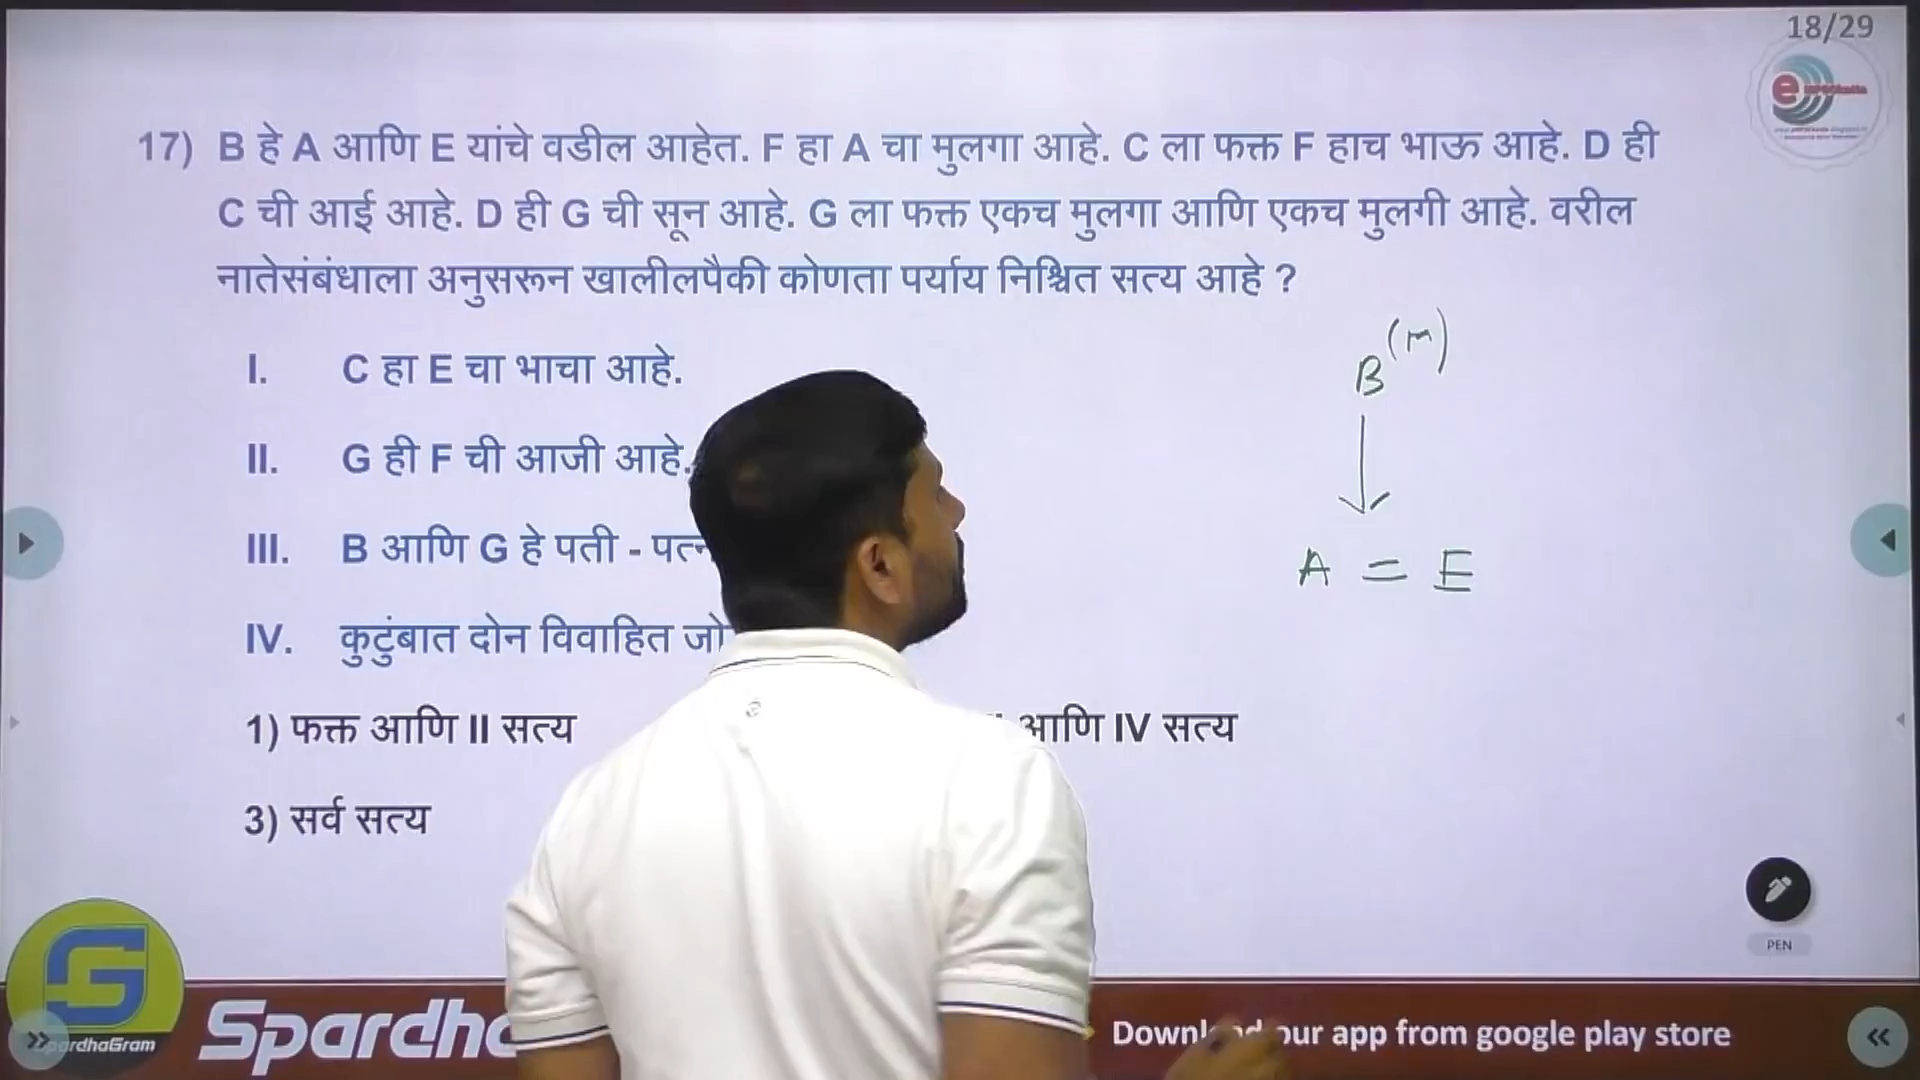 18/29
17) B हे A आणि E यांचे वडील आहेत. F हा A चा मुलगा आहे. C ला फक्त F हाच भाऊ आहे. D ही
C ची आई आहे. D ही G ची सून आहे. G ला फक्त एकच मुलगा आणि एकच मुलगी आहे. वरील
नातेसंबंधाला अनुसरून खालीलपैकी कोणता पर्याय निश्चित सत्य आहे ?
B (M)
I. C हा E चा भाचा आहे.
II. G ही F ची आजी आहे.
III. B आणि G हे पती -
A = E
IV. कुटुंबात दोन विवाहित
1) फक्त आणि II सत्य
आणि IV सत्य
3) सर्व सत्य
PEN
SpardhaGram
Download our app from google play store